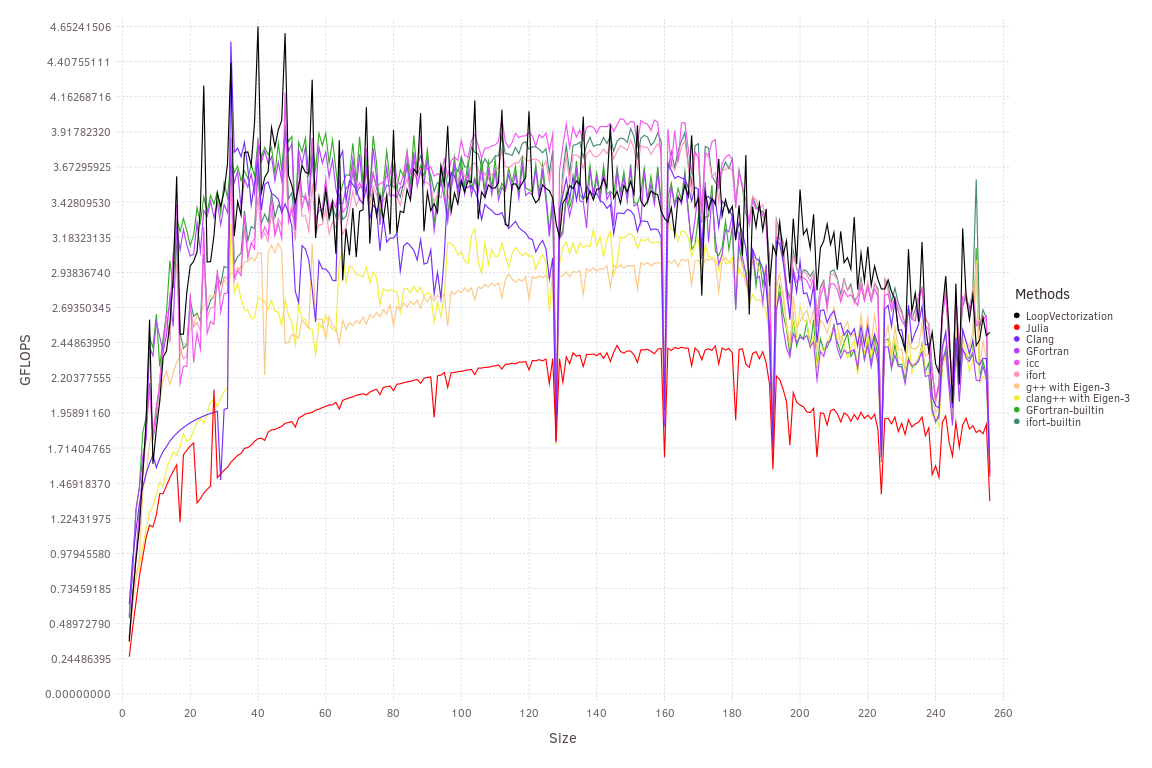 4.65241506
4.40755111
4.16268716
3.91782320
3.67295925
3.42809530
3.18323135
2.93836740
2.69350345
2.44863950
2.20377555
1.95891160
1.71404765
1.46918370
1.22431975
0.97945580
0.73459185
0.48972790
0.24486395
0.00000000
GFLOPS
0 20 40 60 80 100 120 140 160 180 200 220 240 260
Size
Methods
LoopVectorization
Julia
Clang
GFortran
icc
ifort
g++ with Eigen-3
clang++ with Eigen-3
GFortran-builtin
ifort-builtin